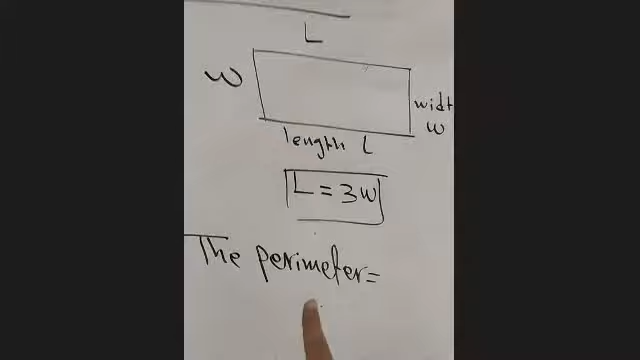 L
W
width
w
length L
L = 3w
The perimeter =